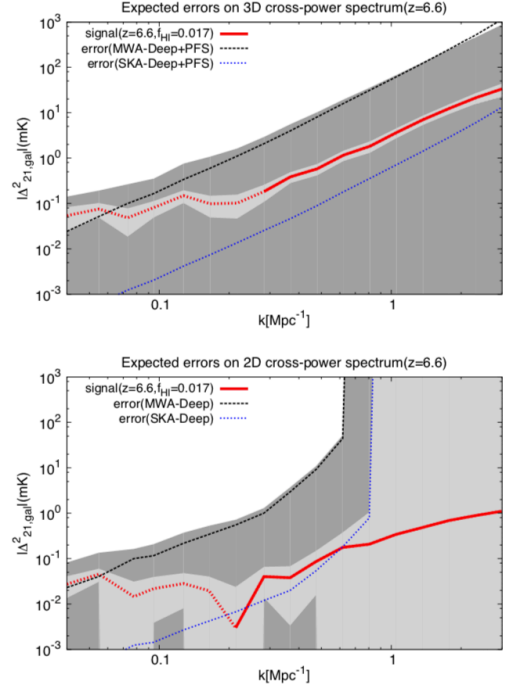 Expected errors on 3D cross-power spectrum(z=6.6)
signal(z=6.6,fHI=0.017)
error(MWA-Deep+PFS)
error(SKA-Deep+PFS)
|Δ²21,gal|(mK)
10³
10²
10¹
10⁰
10⁻¹
10⁻²
10⁻³
0.1 1
k[Mpc⁻¹]
Expected errors on 2D cross-power spectrum(z=6.6)
signal(z=6.6,fHI=0.017)
error(MWA-Deep)
error(SKA-Deep)
|Δ²21,gal|(mK)
10³
10²
10¹
10⁰
10⁻¹
10⁻²
10⁻³
0.1 1
k[Mpc⁻¹]